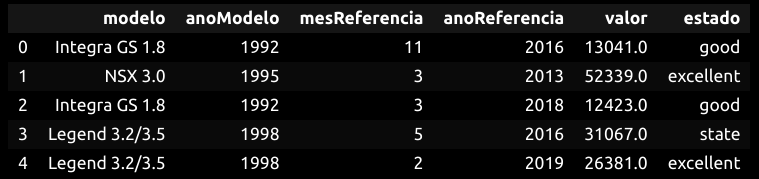 modelo anoModelo mesReferencia anoReferencia valor estado
0 Integra GS 1.8 1992 11 2016 13041.0 good
1 NSX 3.0 1995 3 2013 52339.0 excellent
2 Integra GS 1.8 1992 3 2018 12423.0 good
3 Legend 3.2/3.5 1998 5 2016 31067.0 state
4 Legend 3.2/3.5 1998 2 2019 26381.0 excellent